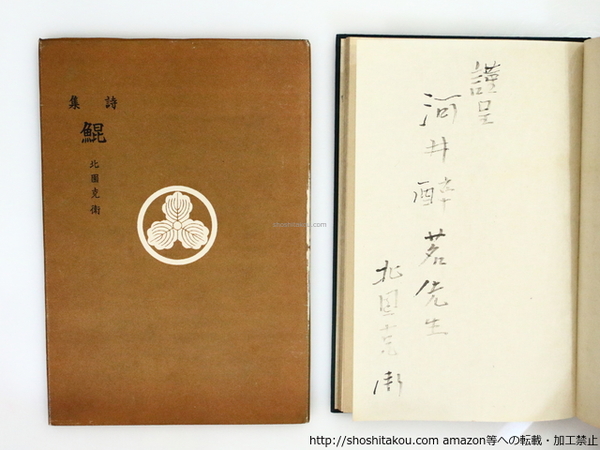 詩集
鯤
北園克衛
謹呈
河井酔茗先生
北園克衛
shoshitakou.com
http://shoshitakou.com amazon等への転載・加工禁止